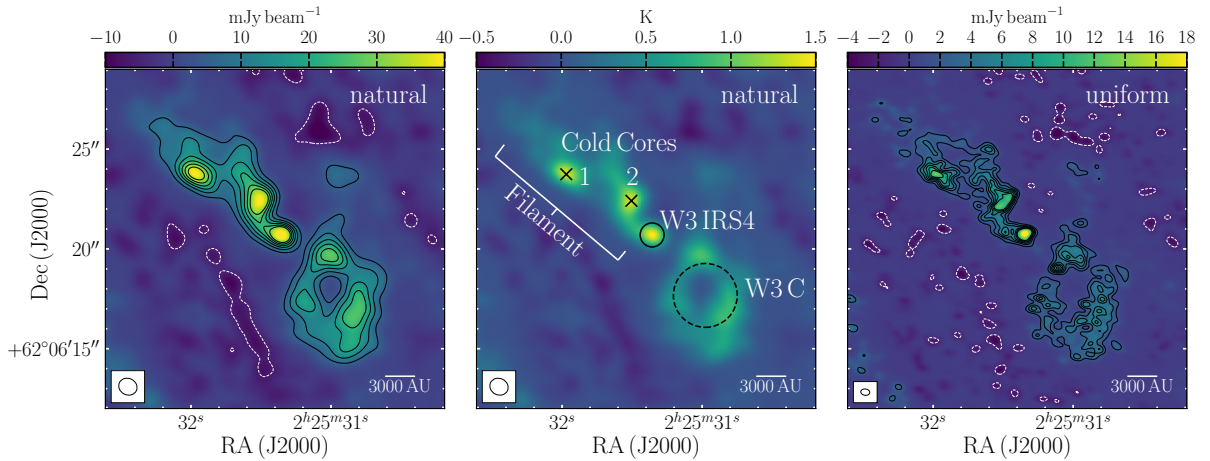 mJy beam−1
−10 0 10 20 30 40
natural
25′′
20′′
+62°06′15′′
Dec (J2000)
3000 AU
32s 2h25m31s
RA (J2000)
K
−0.5 0.0 0.5 1.0 1.5
natural
Cold Cores
1 2
W3 IRS4
Filament
W3 C
3000 AU
32s 2h25m31s
RA (J2000)
mJy beam−1
−4 −2 0 2 4 6 8 10 12 14 16 18
uniform
3000 AU
32s 2h25m31s
RA (J2000)